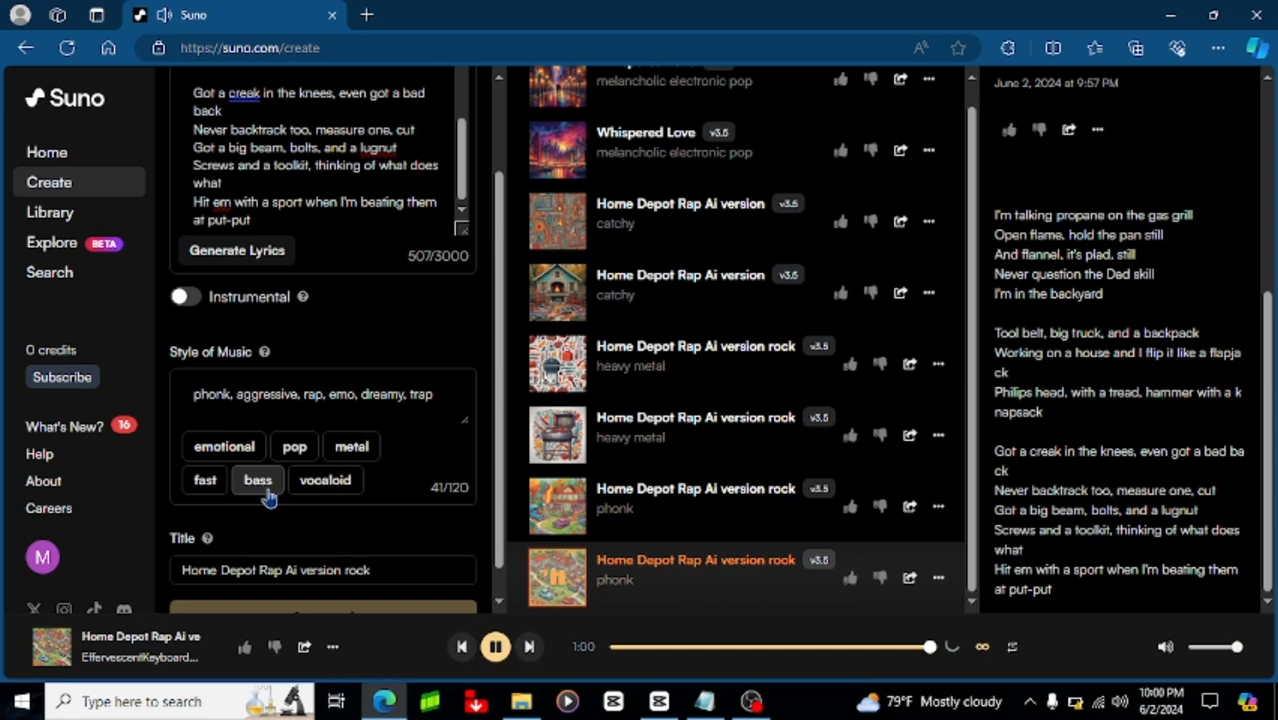 Suno
https://suno.com/create
Suno
Home
Create
Library
Explore BETA
Search
0 credits
Subscribe
What's New? 16
Help
About
Careers
M
Got a creak in the knees, even got a bad
back
Never backtrack too, measure one, cut
Got a big beam, bolts, and a lugnut
Screws and a toolkit, thinking of what does
what
Hit em with a sport when I'm beating them
at put-put
Generate Lyrics
507/3000
Instrumental
Style of Music
phonk, aggressive, rap, emo, dreamy, trap
emotional pop metal
fast bass vocaloid
41/120
Title
Home Depot Rap Ai version rock
melancholic electronic pop
Whispered Love v3.5
melancholic electronic pop
Home Depot Rap Ai version v3.5
catchy
Home Depot Rap Ai version v3.5
catchy
Home Depot Rap Ai version rock v3.5
heavy metal
Home Depot Rap Ai version rock v3.5
heavy metal
Home Depot Rap Ai version rock v3.5
phonk
Home Depot Rap Ai version rock v3.5
phonk
June 2, 2024 at 9:57 PM
I'm talking propane on the gas grill
Open flame, hold the pan still
And flannel, it's plad, still
Never question the Dad skill
I'm in the backyard
Tool belt, big truck, and a backpack
Working on a house and I flip it like a flapja
ck
Philips head, with a tread, hammer with a k
napsack
Got a creak in the knees, even got a bad ba
ck
Never backtrack too, measure one, cut
Got a big beam, bolts, and a lugnut
Screws and a toolkit, thinking of what does
what
Hit em with a sport when I'm beating them
at put-put
Home Depot Rap Ai ve
EffervescentKeyboard...
1:00
Type here to search
79°F Mostly cloudy
10:00 PM
6/2/2024